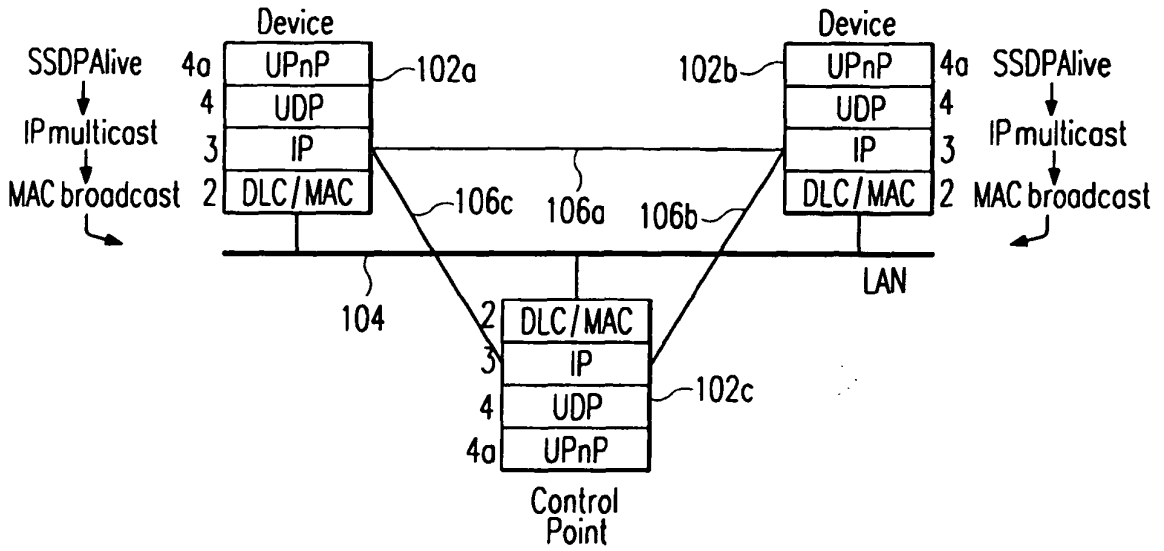 Device
SSDPAlive
IP multicast
MAC broadcast
4a UPnP
4 UDP
3 IP
2 DLC/MAC
102a
106c
106a
106b
Device
102b
UPnP 4a
UDP 4
IP 3
DLC/MAC 2
SSDPAlive
IP multicast
MAC broadcast
LAN
104
2 DLC/MAC
3 IP
4 UDP
4a UPnP
102c
Control
Point